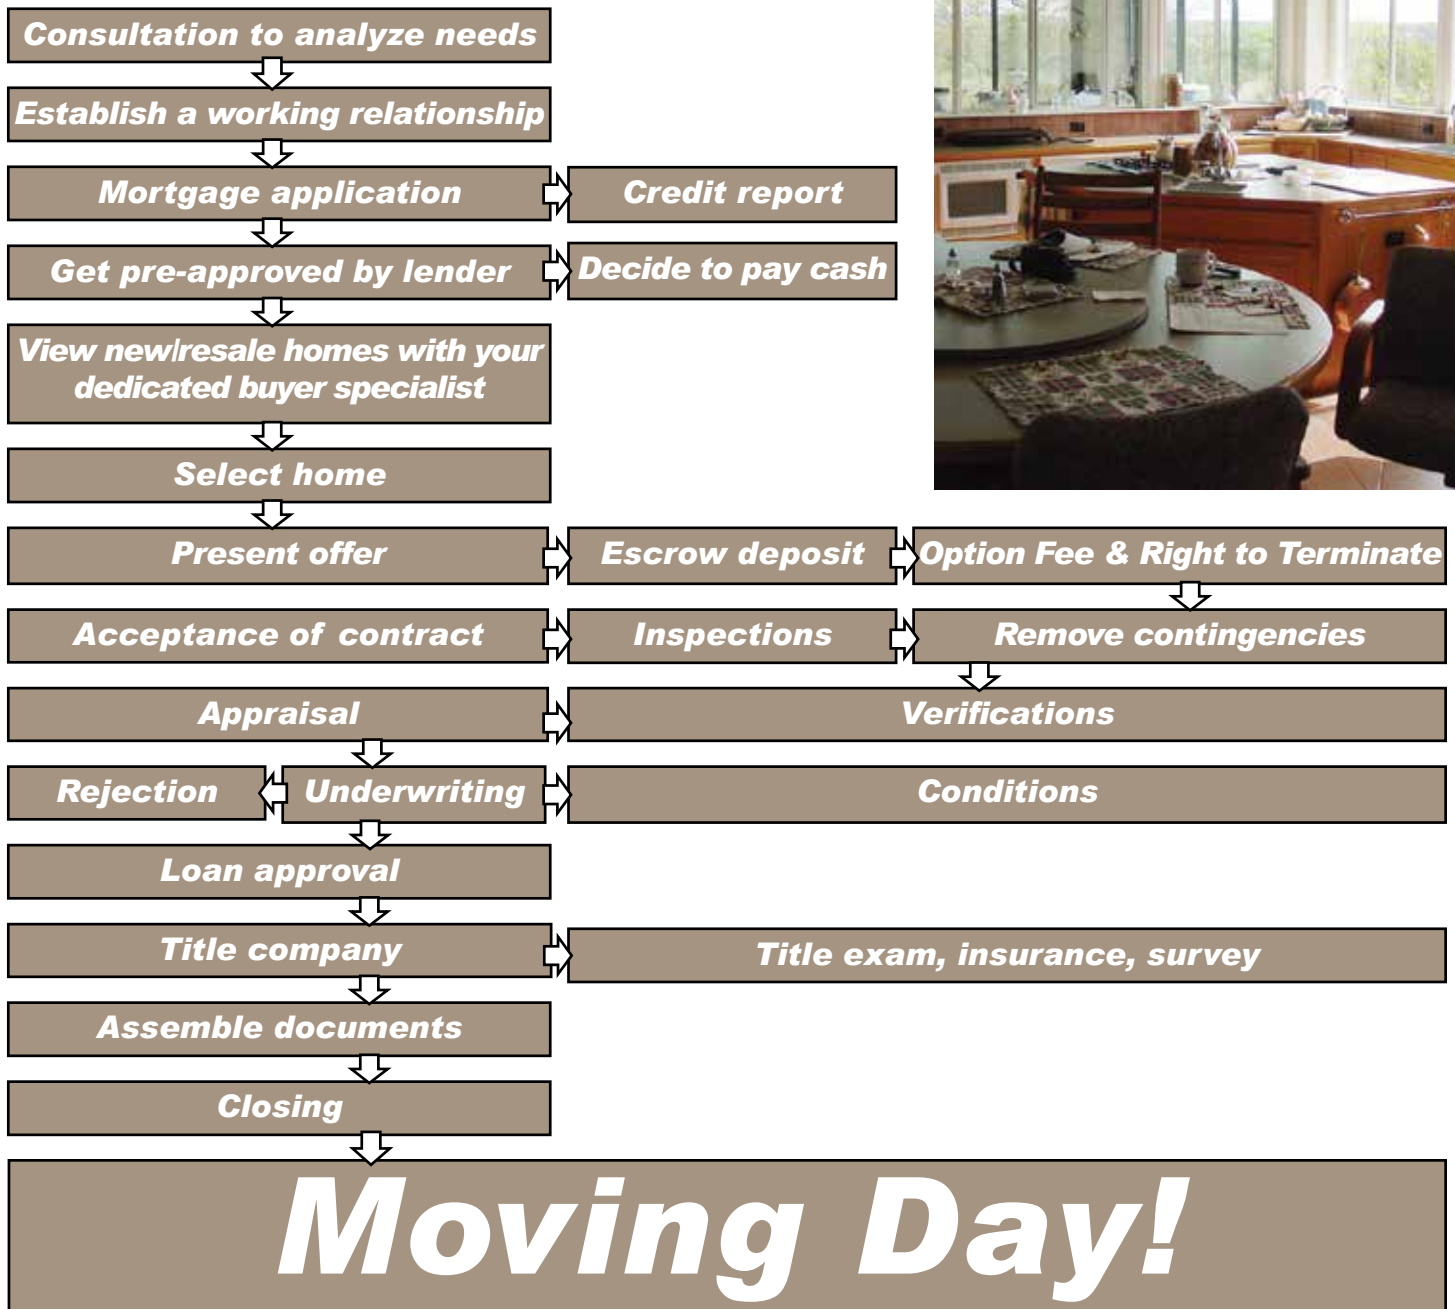 Consultation to analyze needs
Establish a working relationship
Mortgage application
Credit report
Get pre-approved by lender
Decide to pay cash
View new/resale homes with your
dedicated buyer specialist
Select home
Present offer
Escrow deposit
Option Fee & Right to Terminate
Acceptance of contract
Inspections
Remove contingencies
Appraisal
Verifications
Rejection
Underwriting
Conditions
Loan approval
Title company
Title exam, insurance, survey
Assemble documents
Closing
Moving Day!